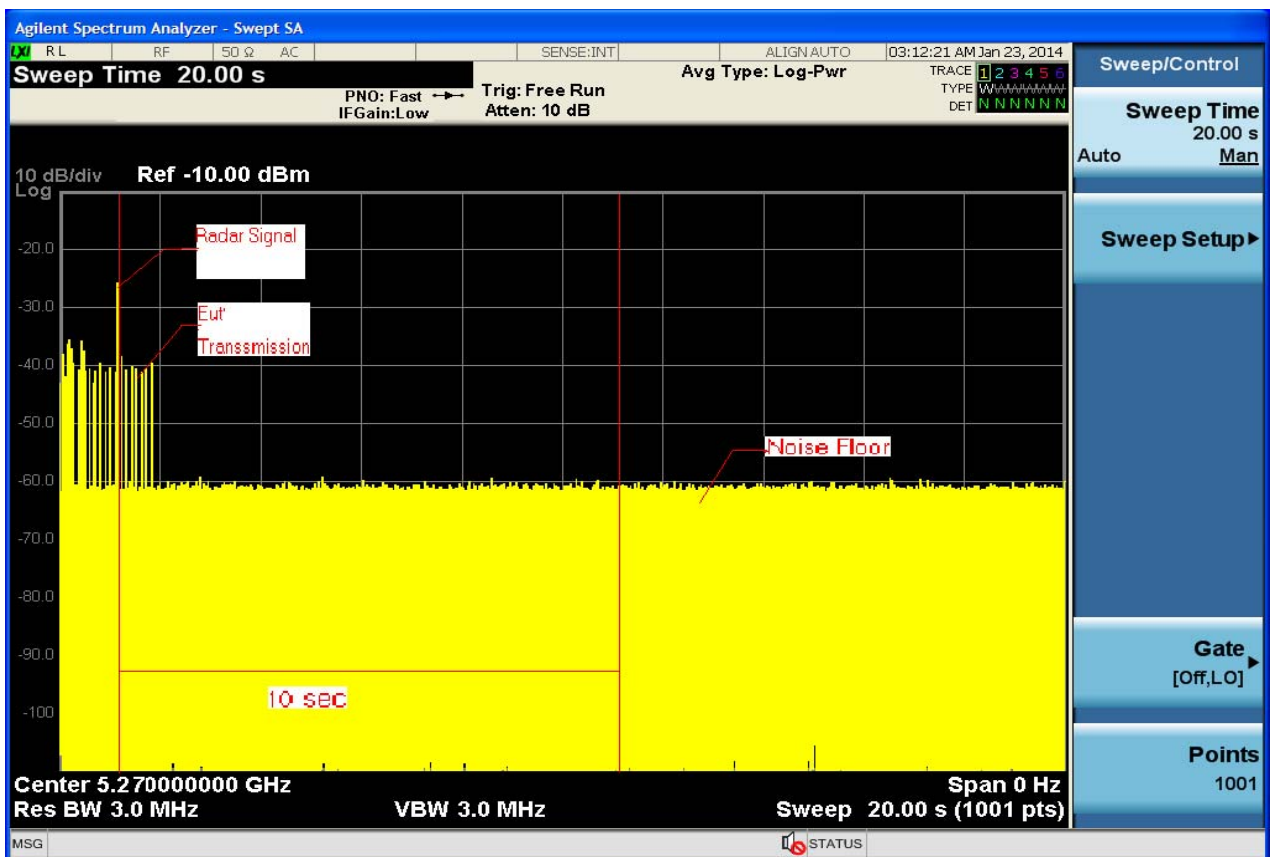 Agilent Spectrum Analyzer - Swept SA
LXI RL RF 50 Ω AC SENSE:INT ALIGN AUTO 03:12:21 AM Jan 23, 2014
Sweep Time 20.00 s
PNO: Fast
IFGain:Low
Trig: Free Run
Atten: 10 dB
Avg Type: Log-Pwr
TRACE 1 2 3 4 5 6
TYPE WWWWWW
DET N N N N N N
10 dB/div Ref -10.00 dBm
Log
-20.0
-30.0
-40.0
-50.0
-60.0
-70.0
-80.0
-90.0
-100
Radar Signal
Eut'
Transsmission
Noise Floor
10 sec
Center 5.270000000 GHz Span 0 Hz
Res BW 3.0 MHz VBW 3.0 MHz Sweep 20.00 s (1001 pts)
MSG STATUS
Sweep/Control
Sweep Time
20.00 s
Auto Man
Sweep Setup
Gate
[Off,LO]
Points
1001